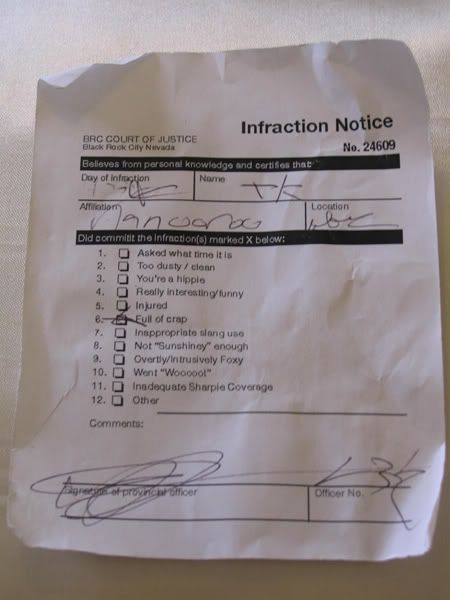 Infraction Notice
BRC COURT OF JUSTICE
Black Rock City Nevada
No. 24609
Believes from personal knowledge and certifies that:
Day of infraction
Name
TK
Affiliation
Location
Did committit the infraction(s) marked X below:
1. Asked what time it is
2. Too dusty / clean
3. You're a hippie
4. Really interesting/funny
5. Injured
6. Full of crap
7. Inappropriate slang use
8. Not "Sunshiney" enough
9. Overtly/Intrusively Foxy
10. Went "Woooool"
11. Inadequate Sharpie Coverage
12. Other
Comments:
Signature of provincial officer
Officer No.